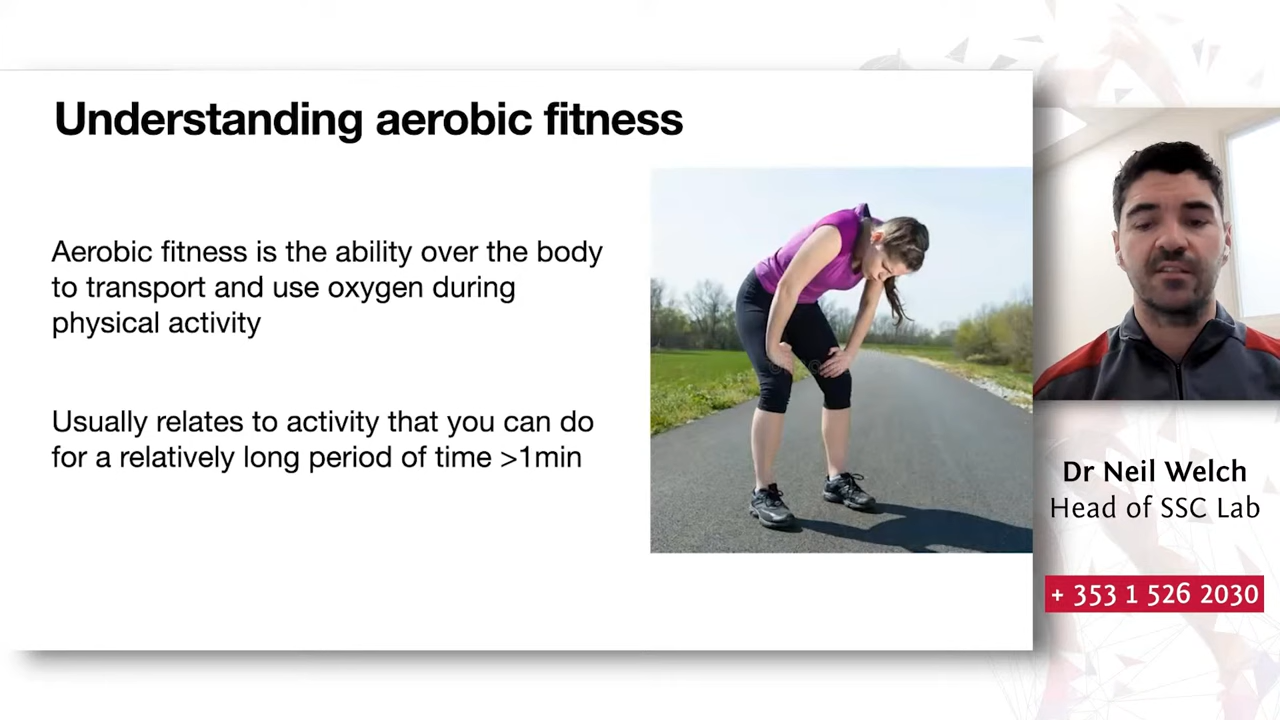 Understanding aerobic fitness
Aerobic fitness is the ability over the body
to transport and use oxygen during
physical activity
Usually relates to activity that you can do
for a relatively long period of time >1min
Dr Neil Welch
Head of SSC Lab
+ 353 1 526 2030